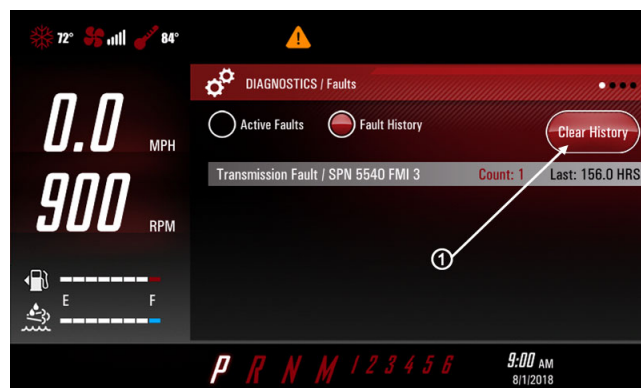 72° 84°
DIAGNOSTICS / Faults
Active Faults Fault History Clear History
0.0 MPH
Transmission Fault / SPN 5540 FMI 3 Count: 1 Last: 156.0 HRS
900 RPM
1
E F
P R N M 1 2 3 4 5 6 9:00 AM
8/1/2018